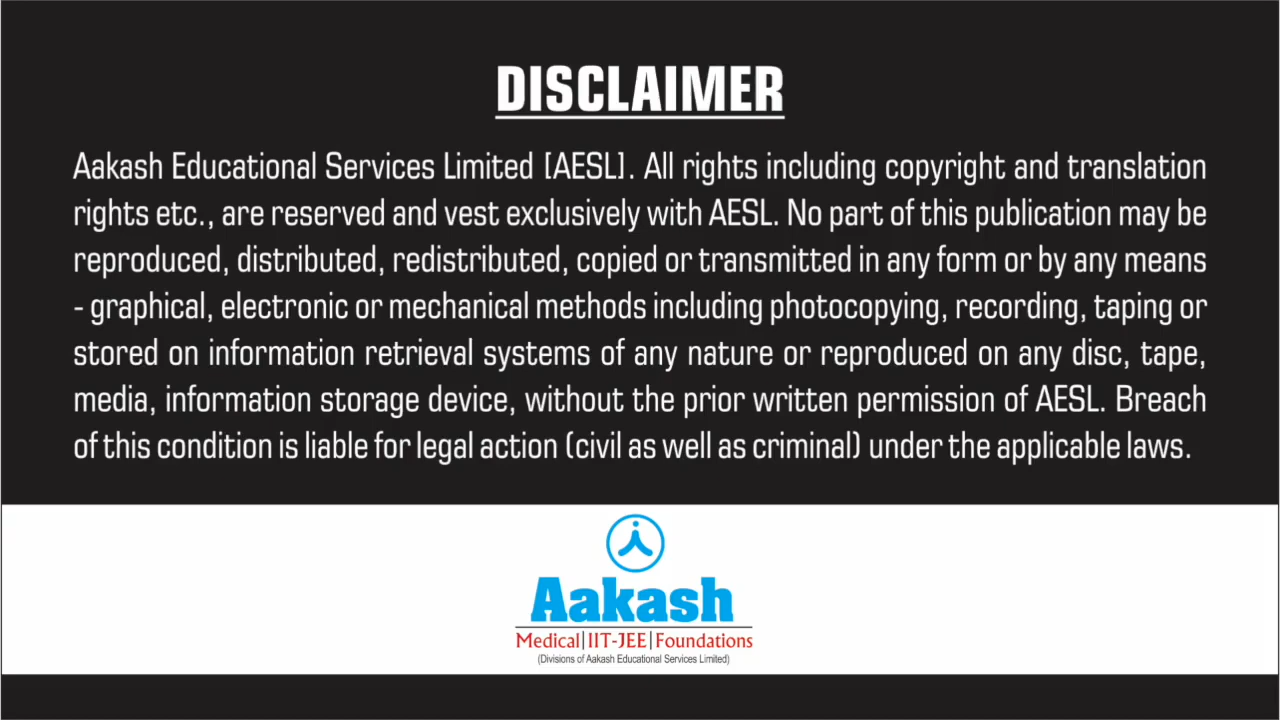 DISCLAIMER
Aakash Educational Services Limited [AESL]. All rights including copyright and translation
rights etc., are reserved and vest exclusively with AESL. No part of this publication may be
reproduced, distributed, redistributed, copied or transmitted in any form or by any means
- graphical, electronic or mechanical methods including photocopying, recording, taping or
stored on information retrieval systems of any nature or reproduced on any disc, tape,
media, information storage device, without the prior written permission of AESL. Breach
of this condition is liable for legal action (civil as well as criminal) under the applicable laws.
Aakash
Medical|IIT-JEE|Foundations
(Divisions of Aakash Educational Services Limited)